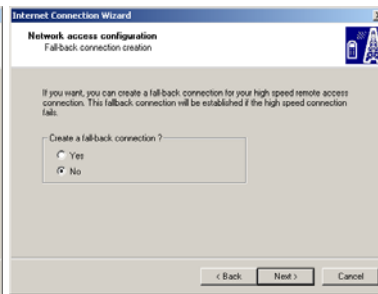 Internet Connection Wizard
Network access configuration
Fall-back connection creation
If you want, you can create a fall-back connection for your high speed remote access
connection. This fallback connection will be established if the high speed connection
fails.
Create a fall-back connection ?
Yes
No
< Back
Next >
Cancel